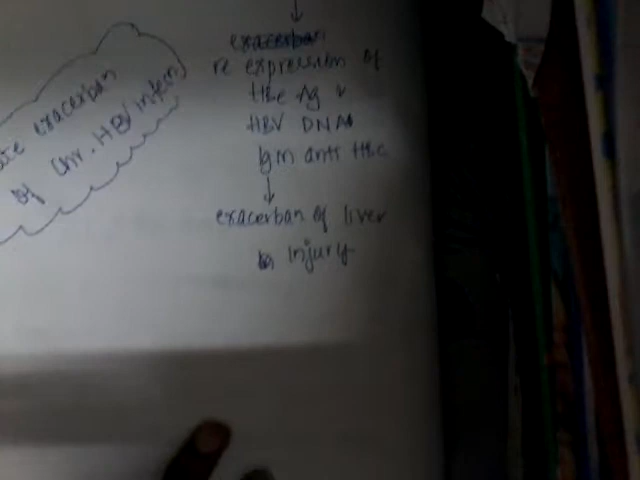 exacerban
re expression of
HBe Ag &
HBV DNA
IgM anti HBc
exacerban of liver
injury
exacerban
of Chr. HBV infecn